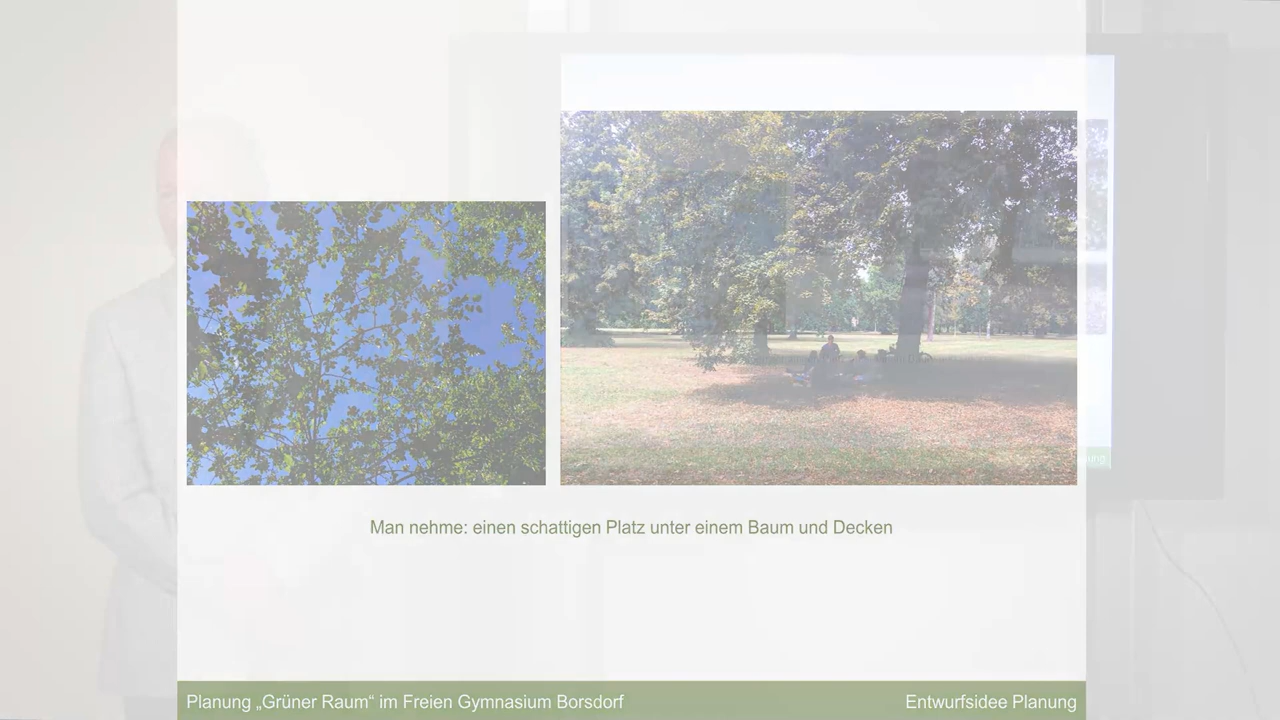 Man nehme: einen schattigen Platz unter einem Baum und Decken
Planung „Grüner Raum“ im Freien Gymnasium Borsdorf
Entwurfsidee Planung